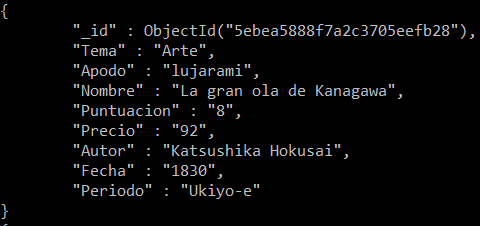 {
"_id" : ObjectId("5ebea5888f7a2c3705eefb28"),
"Tema" : "Arte",
"Apodo" : "lujarami",
"Nombre" : "La gran ola de Kanagawa",
"Puntuacion" : "8",
"Precio" : "92",
"Autor" : "Katsushika Hokusai",
"Fecha" : "1830",
"Periodo" : "Ukiyo-e"
}